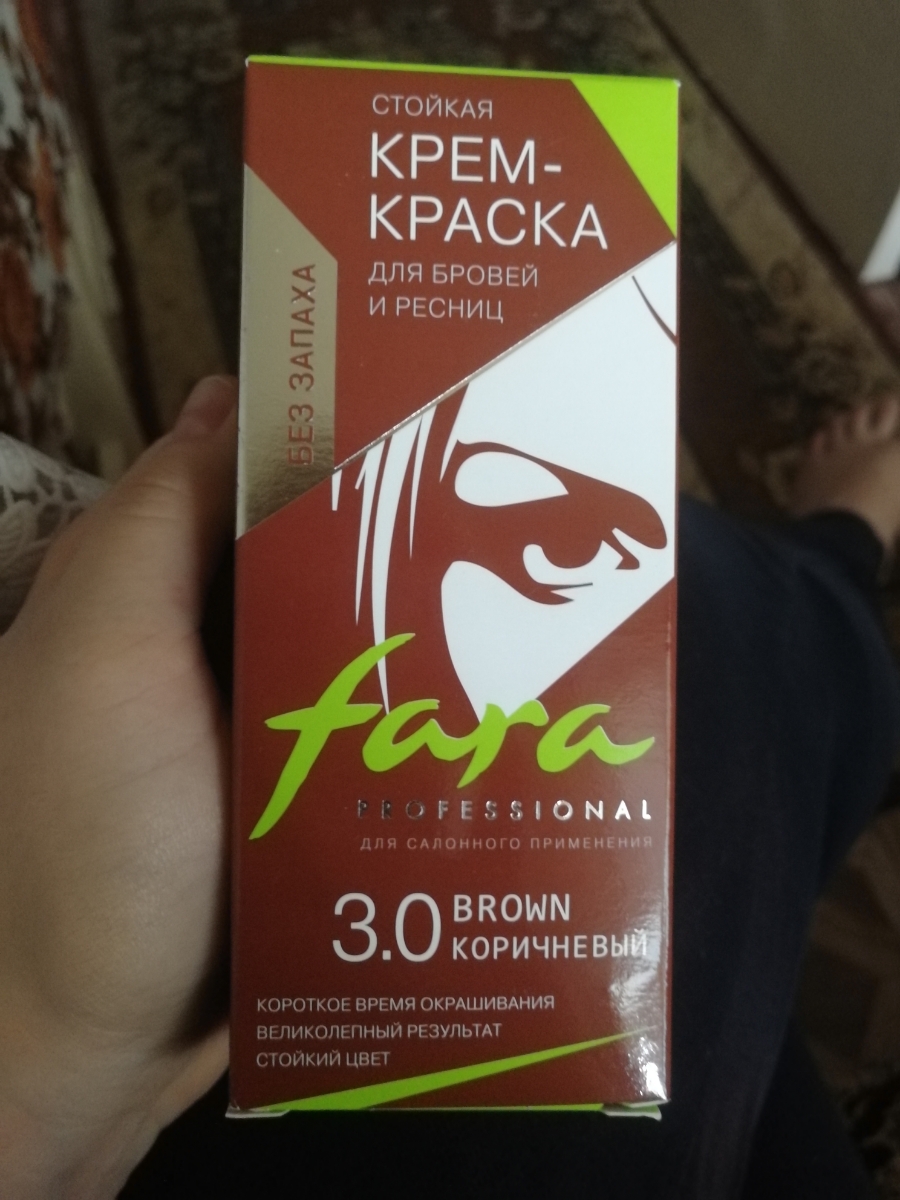 СТОЙКАЯ
КРЕМ-
КРАСКА
ДЛЯ БРОВЕЙ
И РЕСНИЦ
БЕЗ ЗАПАХА
fara
PROFESSIONAL
ДЛЯ САЛОННОГО ПРИМЕНЕНИЯ
3.0 BROWN
КОРИЧНЕВЫЙ
КОРОТКОЕ ВРЕМЯ ОКРАШИВАНИЯ
ВЕЛИКОЛЕПНЫЙ РЕЗУЛЬТАТ
СТОЙКИЙ ЦВЕТ